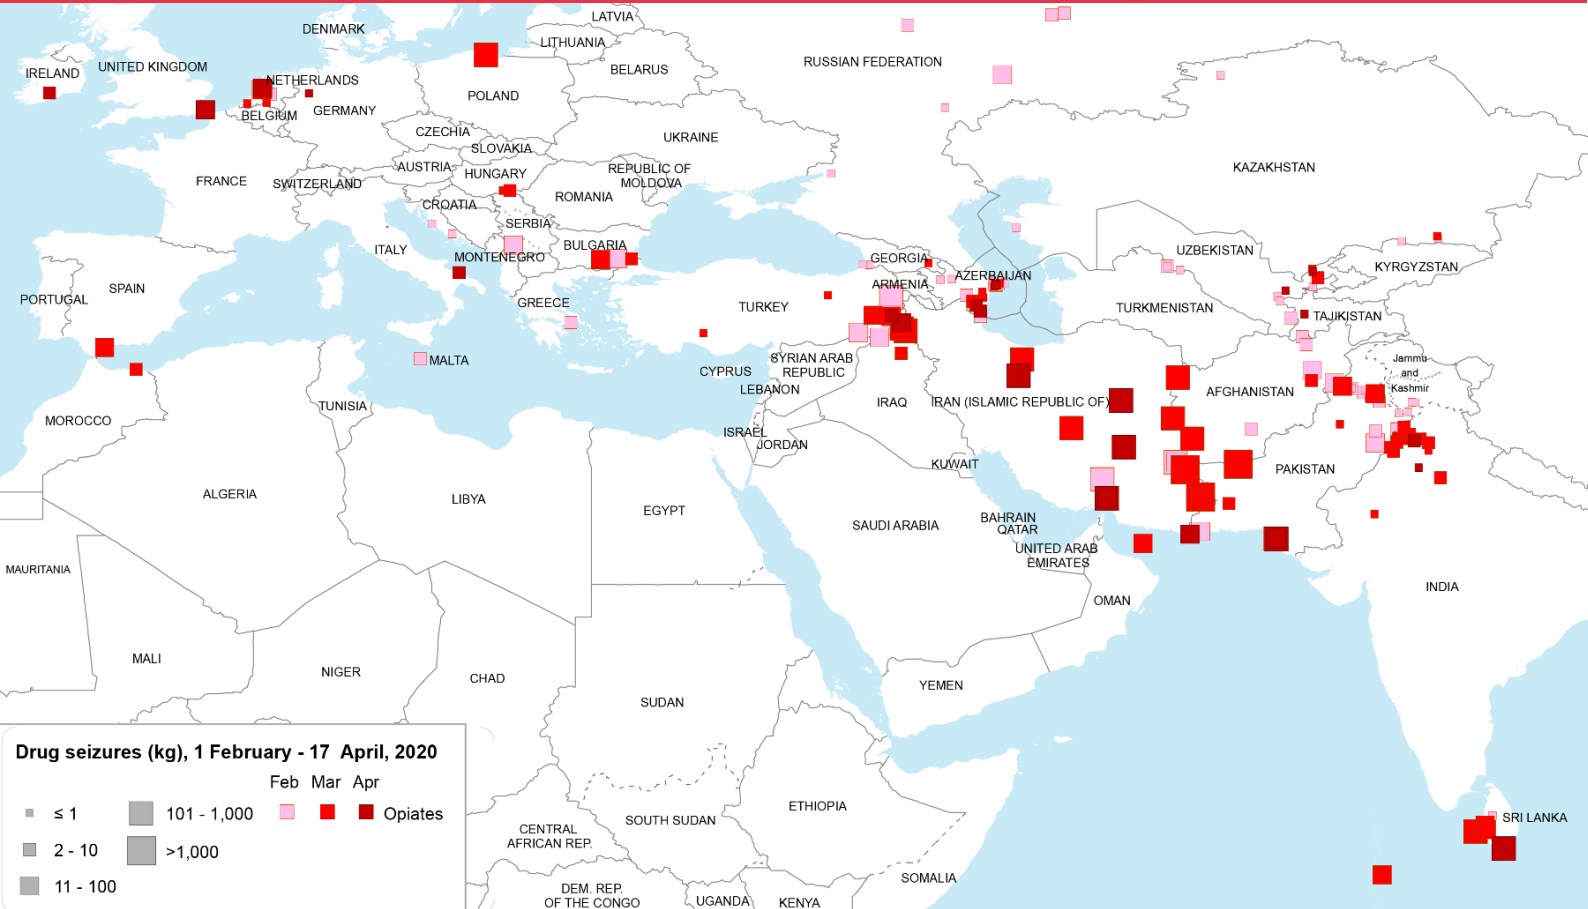 LATVIA
DENMARK
LITHUANIA
RUSSIAN FEDERATION
UNITED KINGDOM
IRELAND
BELARUS
NETHERLANDS
POLAND
GERMANY
BELGIUM
CZECHIA
UKRAINE
SLOVAKIA
AUSTRIA
HUNGARY
REPUBLIC OF
MOLDOVA
KAZAKHSTAN
FRANCE
SWITZERLAND
ROMANIA
CROATIA
SERBIA
BULGARIA
ITALY
MONTENEGRO
UZBEKISTAN
GEORGIA
KYRGYZSTAN
AZERBAIJAN
ARMENIA
SPAIN
PORTUGAL
GREECE
TURKEY
TURKMENISTAN
TAJIKISTAN
MALTA
SYRIAN ARAB
REPUBLIC
CYPRUS
LEBANON
Jammu
and
Kashmir
AFGHANISTAN
IRAQ
IRAN (ISLAMIC REPUBLIC OF)
TUNISIA
MOROCCO
ISRAEL
JORDAN
KUWAIT
PAKISTAN
ALGERIA
LIBYA
EGYPT
SAUDI ARABIA
BAHRAIN
QATAR
UNITED ARAB
EMIRATES
MAURITANIA
OMAN
INDIA
MALI
NIGER
CHAD
SUDAN
YEMEN
ETHIOPIA
SOUTH SUDAN
CENTRAL
AFRICAN REP.
SRI LANKA
SOMALIA
DEM. REP.
OF THE CONGO
UGANDA
KENYA
Drug seizures (kg), 1 February - 17 April, 2020
Feb Mar Apr
≤ 1
101 - 1,000
Opiates
2 - 10
>1,000
11 - 100